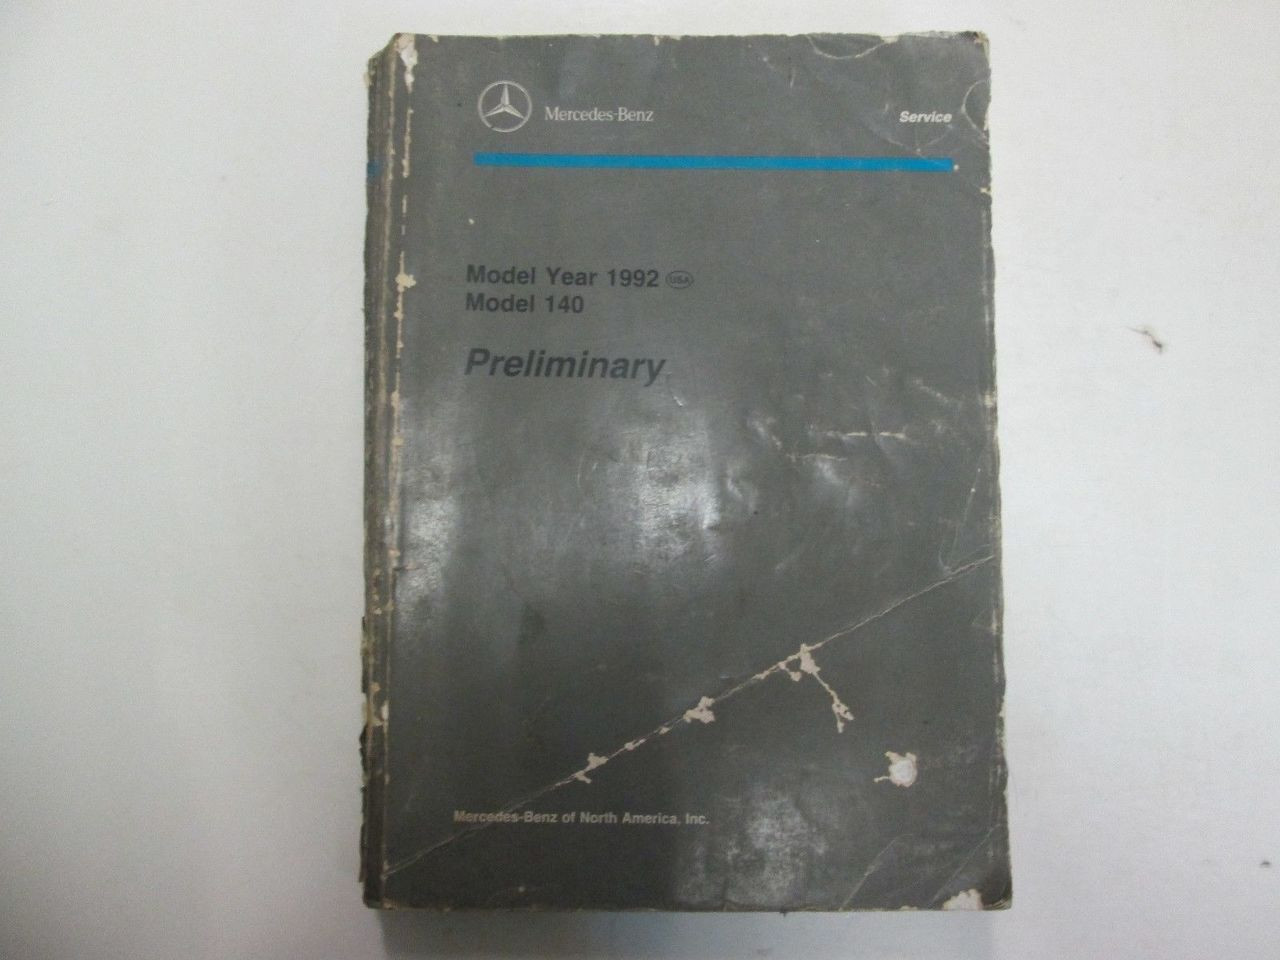 Mercedes-Benz
Service
Model Year 1992 USA
Model 140
Preliminary
Mercedes-Benz of North America, Inc.